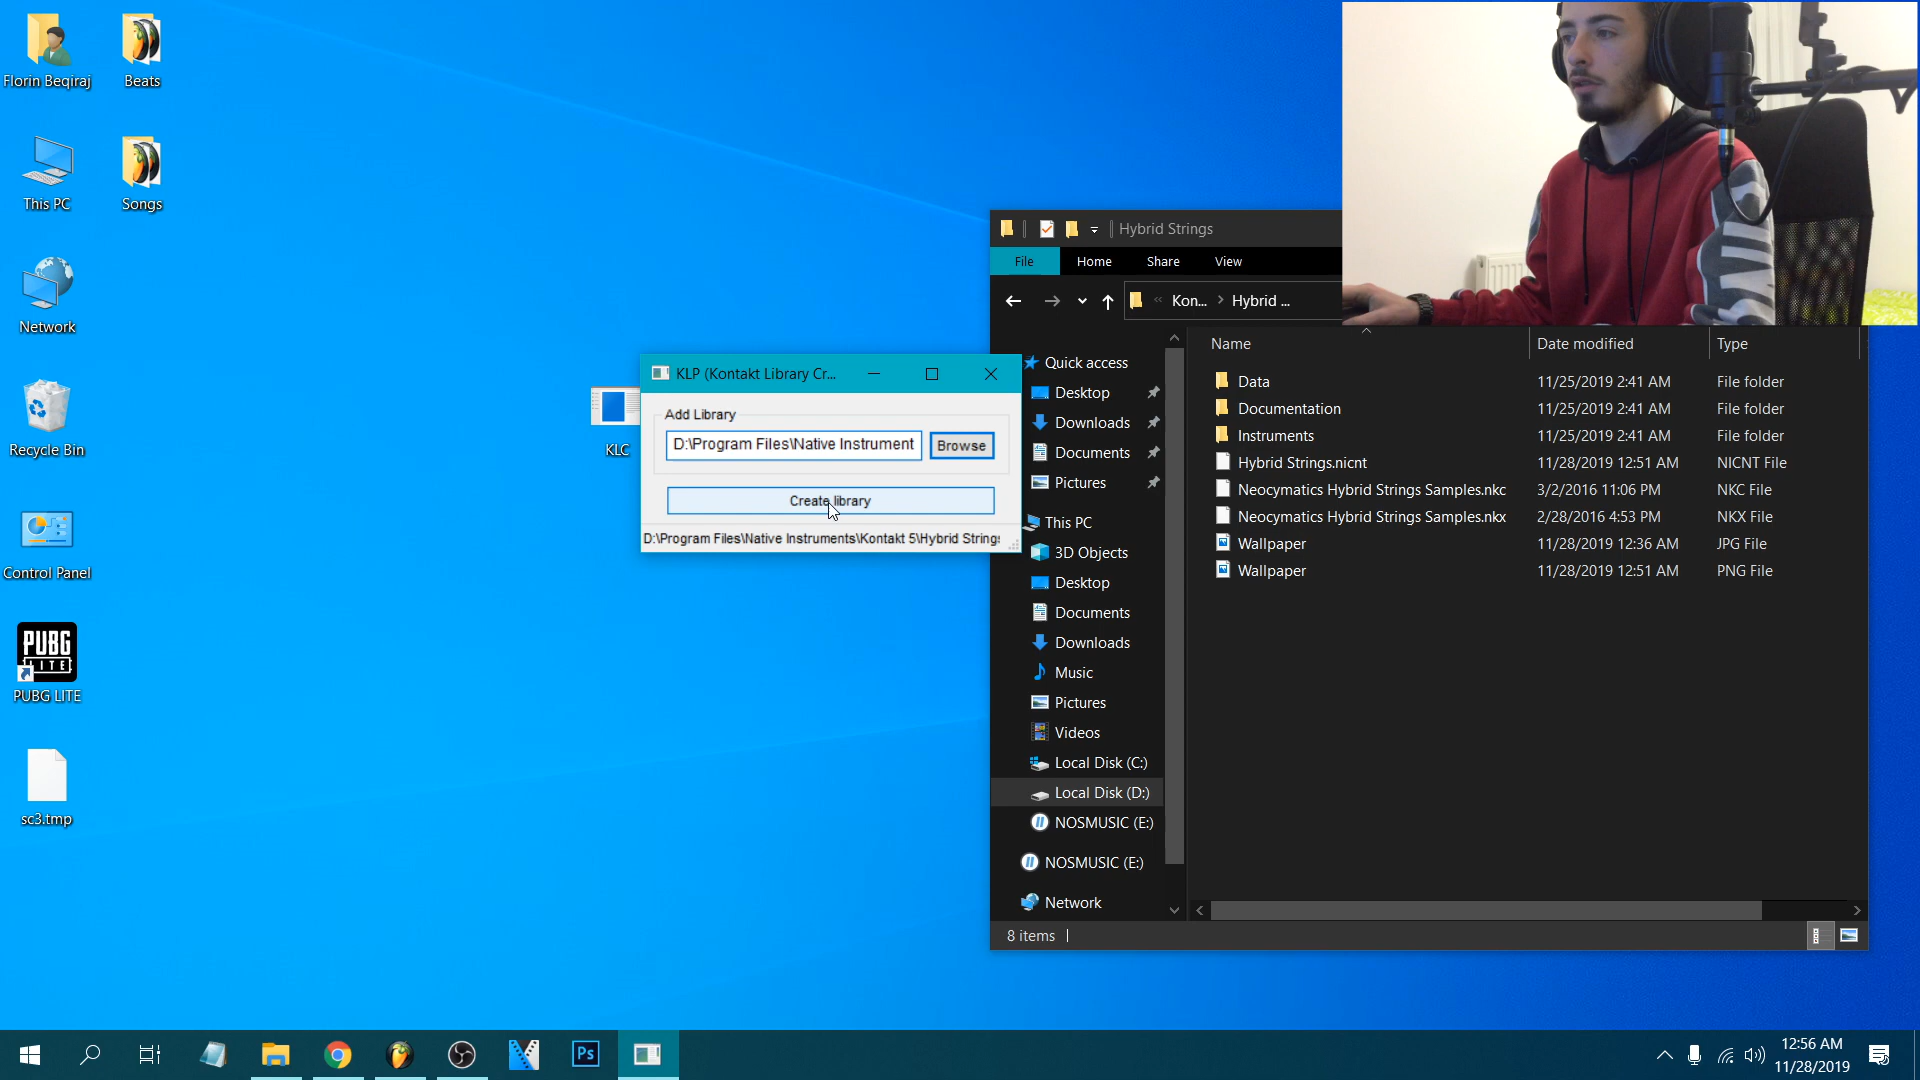 Florin Beqiraj
Beats
This PC
Songs
Network
Recycle Bin
Control Panel
PUBG
LITE
PUBG LITE
sc3.tmp
KLC
KLP (Kontakt Library Cr...
Add Library
D:\Program Files\Native Instrument
Browse
Create library
D:\Program Files\Native Instruments\Kontakt 5\Hybrid Strings
Hybrid Strings
File
Home
Share
View
Kon...
Hybrid ...
Quick access
Desktop
Downloads
Documents
Pictures
This PC
3D Objects
Desktop
Documents
Downloads
Music
Pictures
Videos
Local Disk (C:)
Local Disk (D:)
NOSMUSIC (E:)
NOSMUSIC (E:)
Network
Name Date modified Type
Data 11/25/2019 2:41 AM File folder
Documentation 11/25/2019 2:41 AM File folder
Instruments 11/25/2019 2:41 AM File folder
Hybrid Strings.nicnt 11/28/2019 12:51 AM NICNT File
Neocymatics Hybrid Strings Samples.nkc 3/2/2016 11:06 PM NKC File
Neocymatics Hybrid Strings Samples.nkx 2/28/2016 4:53 PM NKX File
Wallpaper 11/28/2019 12:36 AM JPG File
Wallpaper 11/28/2019 12:51 AM PNG File
8 items
Ps
12:56 AM
11/28/2019